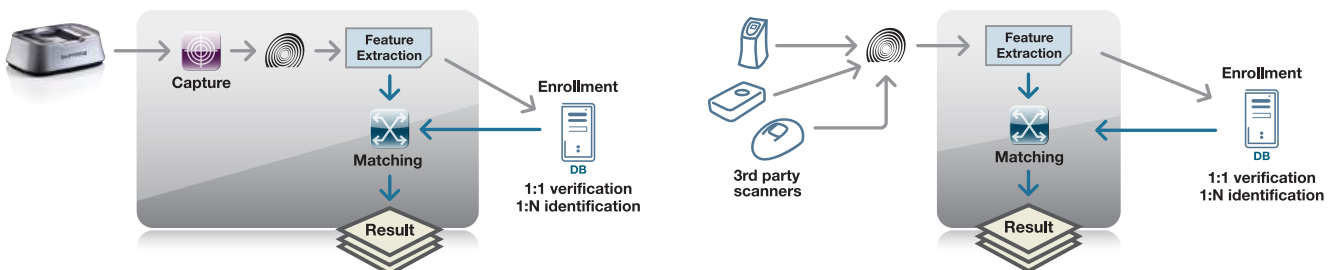 Capture
Feature
Extraction
Matching
Result
Enrollment
DB
1:1 verification
1:N identification
3rd party
scanners
Feature
Extraction
Matching
Result
Enrollment
DB
1:1 verification
1:N identification